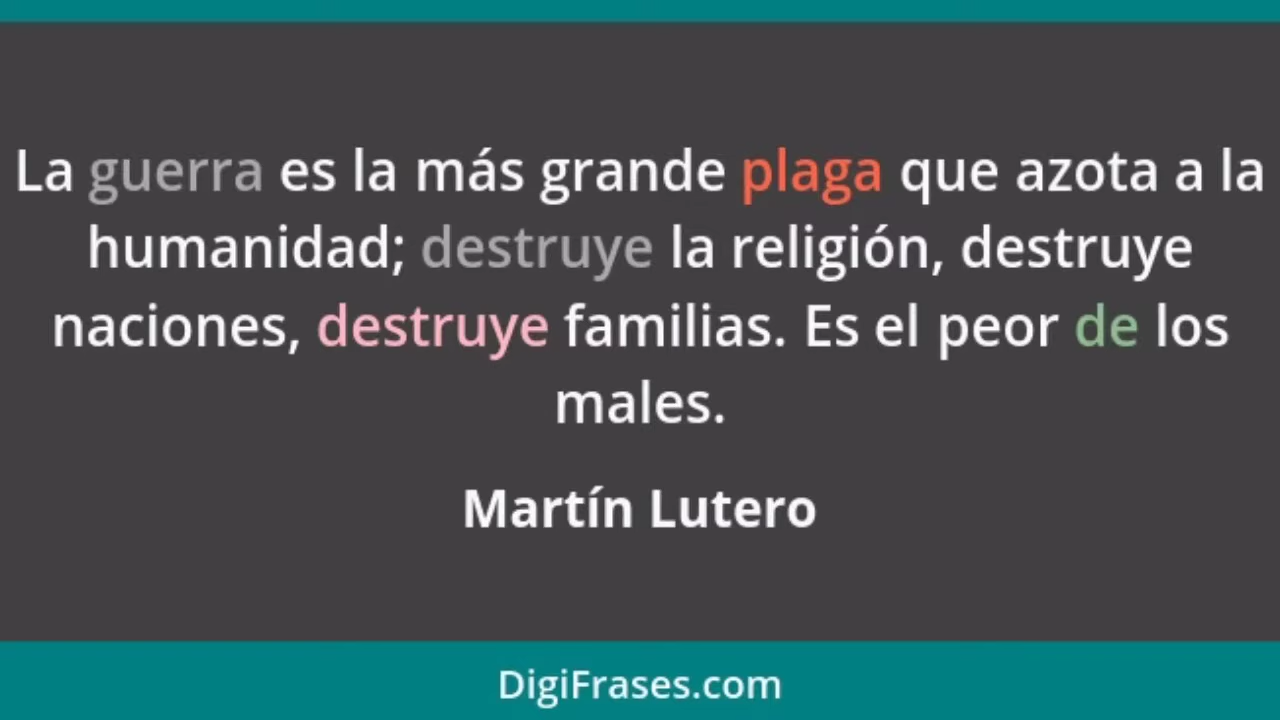 La guerra es la más grande plaga que azota a la
humanidad; destruye la religión, destruye
naciones, destruye familias. Es el peor de los
males.
Martín Lutero
DigiFrases.com